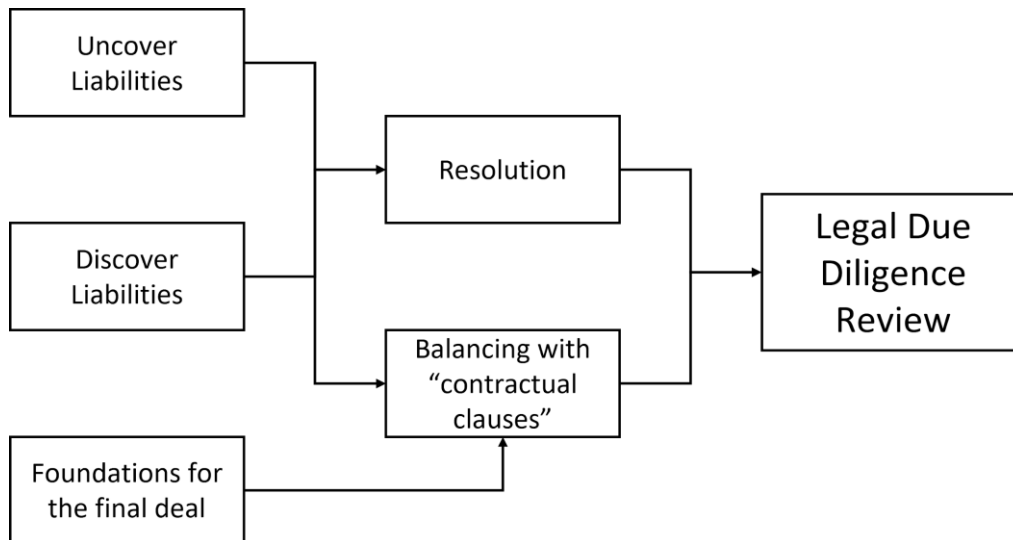 Uncover
Liabilities
Discover
Liabilities
Foundations for
the final deal
Resolution
Balancing with
“contractual
clauses”
Legal Due
Diligence
Review